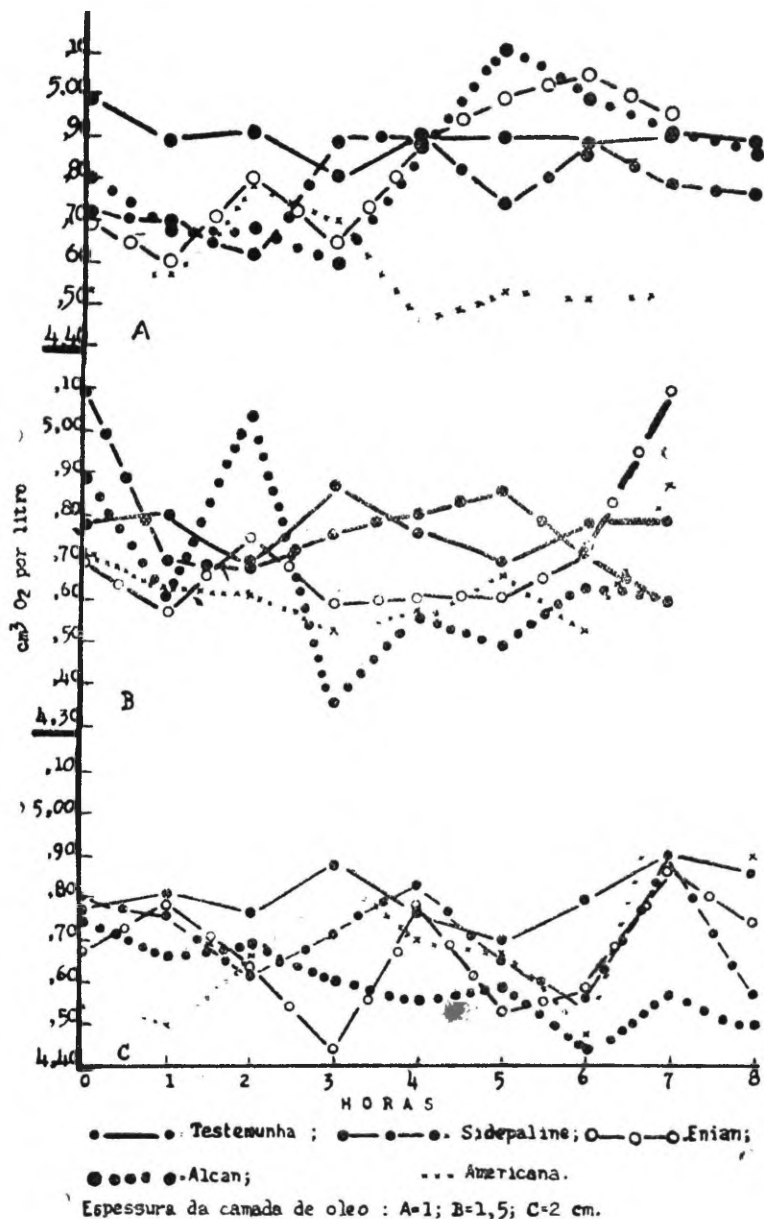 ,10
5,00
,90
,80
,70
,60
,50
4,40
A
,10
5,00
,90
,80
,70
,60
,50
,40
4,30
B
cm³ O₂ por litro
,10
5,00
,90
,80
,70
,60
,50
4,40
C
0 1 2 3 4 5 6 7 8
HORAS
Testemunha ; Sidepaline; Enian;
Alcan; Americana.
Espessura da camada de oleo : A=1; B=1,5; C=2 cm.